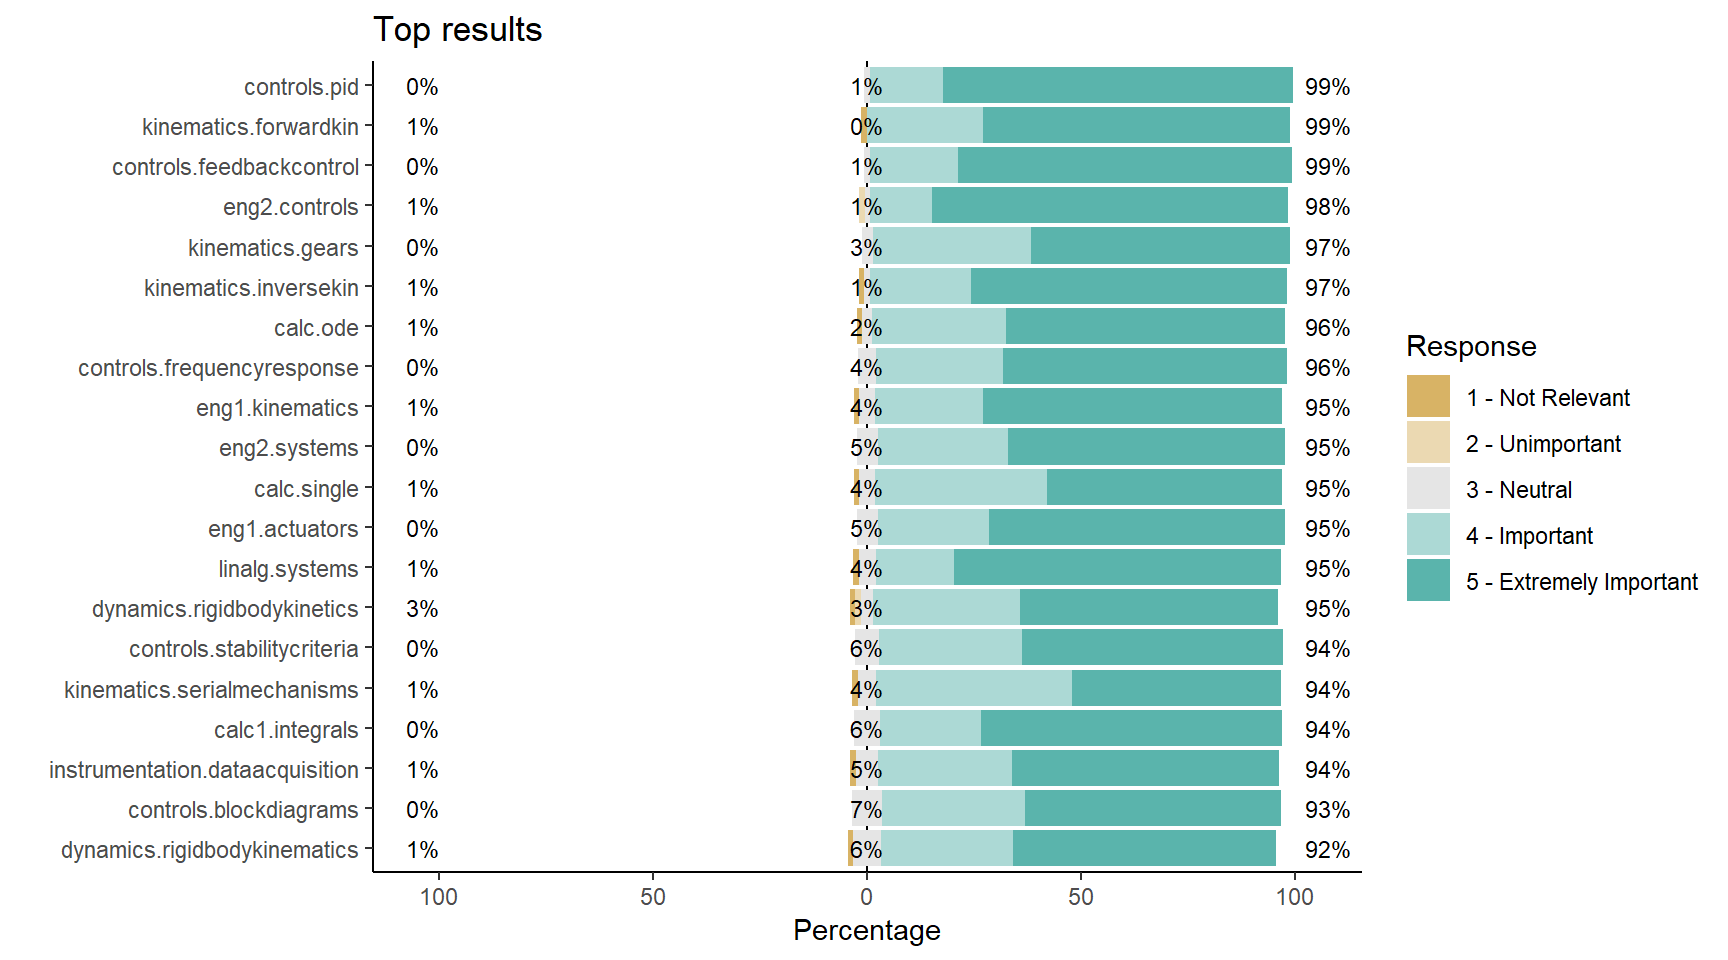 Top results
controls.pid 0% 1% 99%
kinematics.forwardkin 1% 0% 99%
controls.feedbackcontrol 0% 1% 99%
eng2.controls 1% 1% 98%
kinematics.gears 0% 3% 97%
kinematics.inversekin 1% 1% 97%
calc.ode 1% 2% 96%
controls.frequencyresponse 0% 4% 96%
eng1.kinematics 1% 4% 95%
eng2.systems 0% 5% 95%
calc.single 1% 4% 95%
eng1.actuators 0% 5% 95%
linalg.systems 1% 4% 95%
dynamics.rigidbodykinetics 3% 3% 95%
controls.stabilitycriteria 0% 6% 94%
kinematics.serialmechanisms 1% 4% 94%
calc1.integrals 0% 6% 94%
instrumentation.dataacquisition 1% 5% 94%
controls.blockdiagrams 0% 7% 93%
dynamics.rigidbodykinematics 1% 6% 92%
100 50 0 50 100
Percentage
Response
1 - Not Relevant
2 - Unimportant
3 - Neutral
4 - Important
5 - Extremely Important